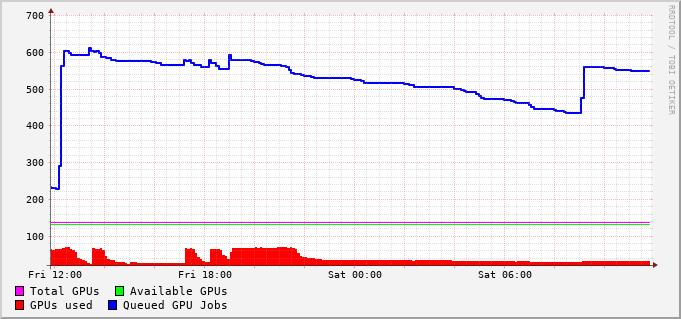 700
600
500
400
300
200
100
Fri 12:00 Fri 18:00 Sat 00:00 Sat 06:00
Total GPUs Available GPUs
GPUs used Queued GPU Jobs
RRDTOOL / TOBI OETIKER